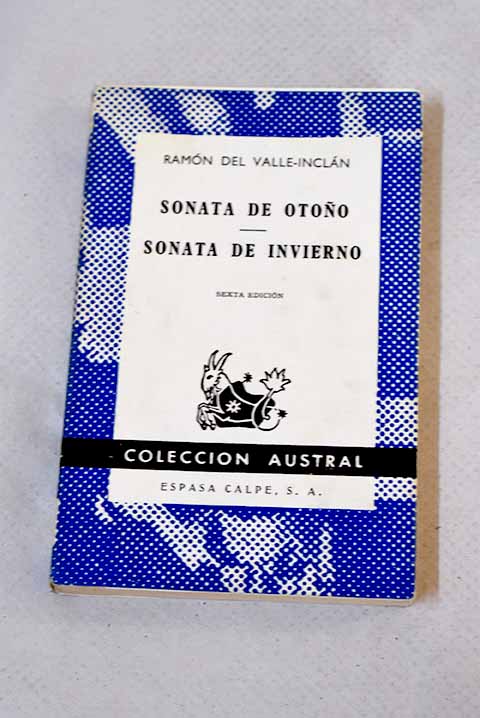 RAMÓN DEL VALLE-INCLÁN
SONATA DE OTOÑO
SONATA DE INVIERNO
SEXTA EDICIÓN
COLECCION AUSTRAL
ESPASA CALPE, S. A.